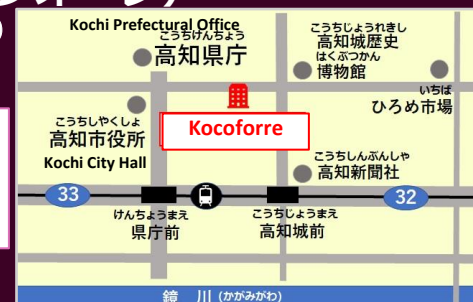 Kochi Prefectural Office
こうちけんちょう
高知県庁
こうちじょうれきし
高知城歴史
はくぶつかん
博物館
いちば
ひろめ市場
こうちしやくしょ
高知市役所
Kochi City Hall
Kocoforre
こうちしんぶんしゃ
高知新聞社
33
32
けんちょうまえ
県庁前
こうちじょうまえ
高知城前
鏡 川 (かがみがわ)